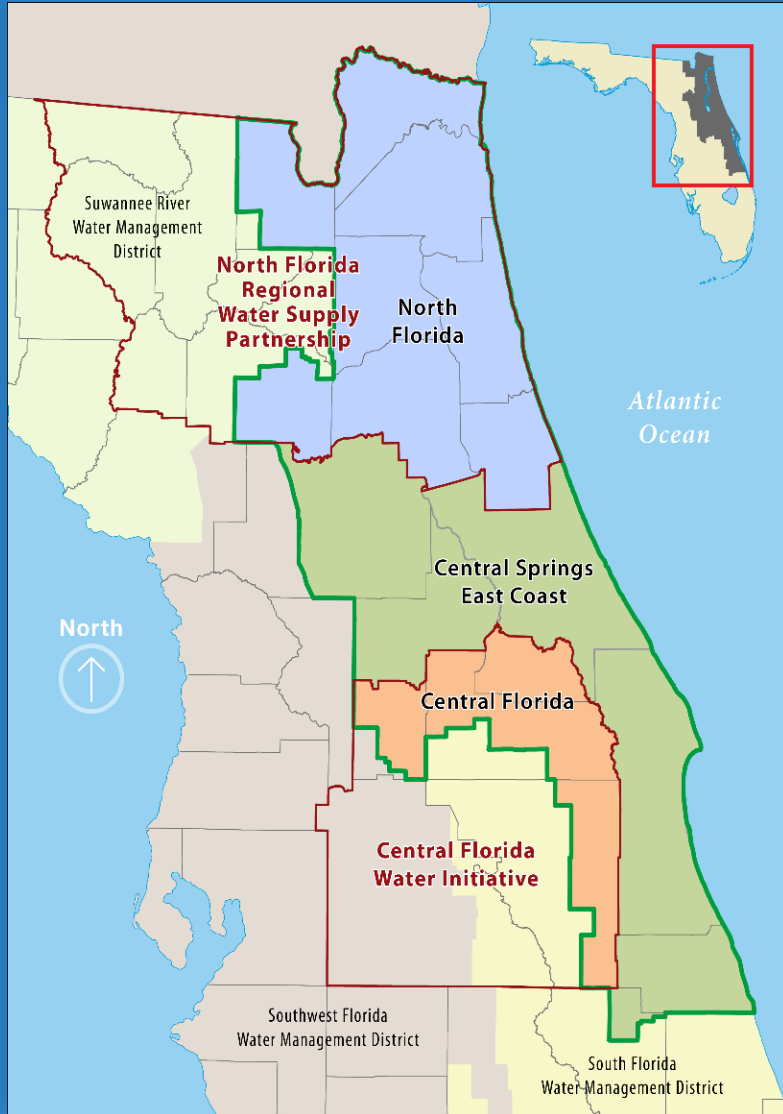 Suwannee River
Water Management
District
North Florida
Regional
Water Supply
Partnership
North
Florida
Atlantic
Ocean
Central Springs
East Coast
North
Central Florida
Central Florida
Water Initiative
Southwest Florida
Water Management District
South Florida
Water Management District